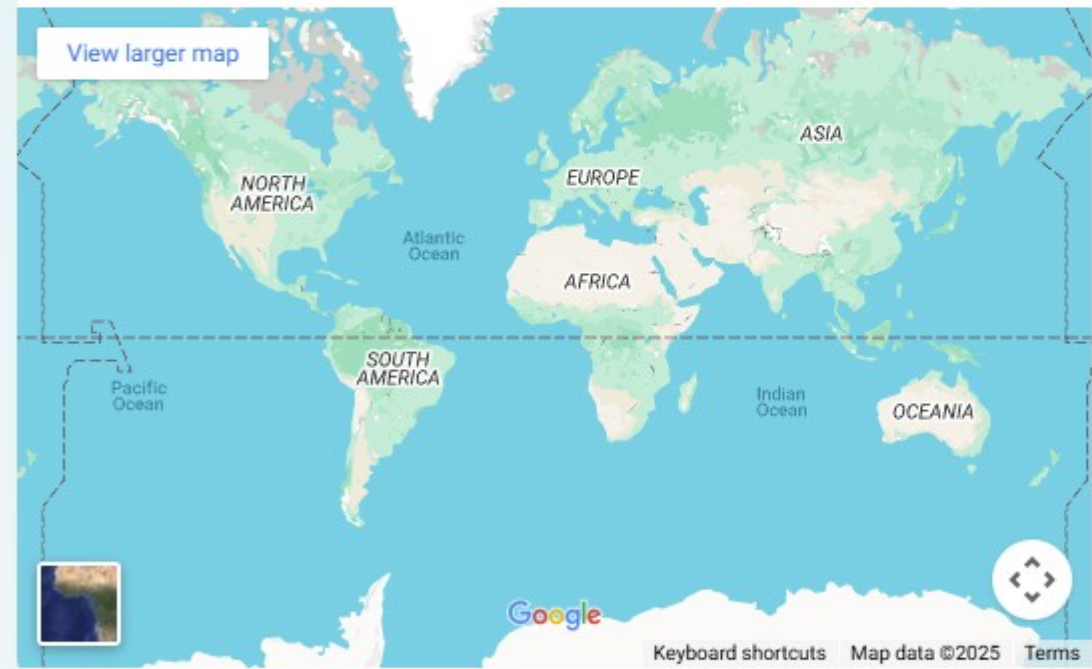 View larger map
ASIA
EUROPE
NORTH
AMERICA
Atlantic
Ocean
AFRICA
SOUTH
AMERICA
Pacific
Ocean
Indian
Ocean
OCEANIA
Google
Keyboard shortcuts
Map data ©2025
Terms